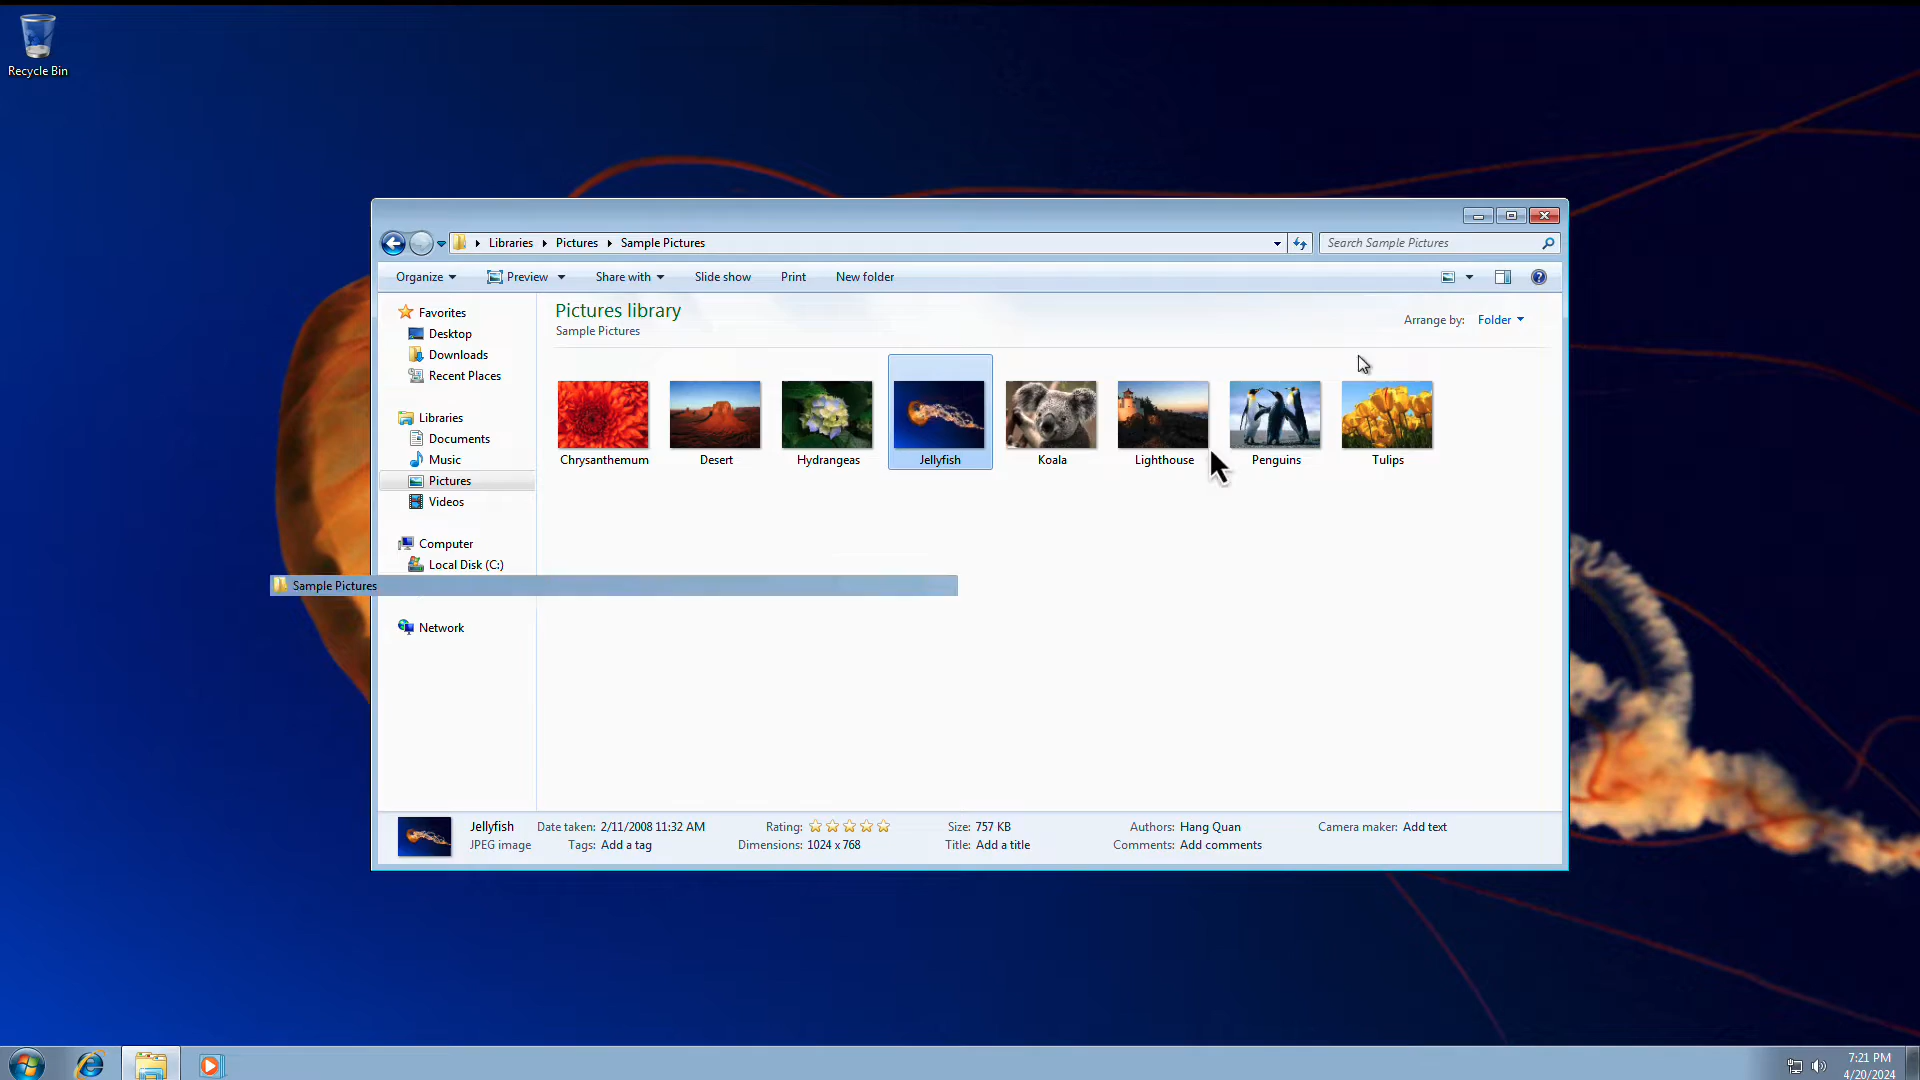 Recycle Bin
Libraries Pictures Sample Pictures
Search Sample Pictures
Organize Preview Share with Slide show Print New folder
Favorites
Desktop
Downloads
Recent Places
Libraries
Documents
Music
Pictures
Videos
Computer
Local Disk (C:)
Sample Pictures
Network
Pictures library
Sample Pictures
Arrange by: Folder
Chrysanthemum Desert Hydrangeas Jellyfish Koala Lighthouse Penguins Tulips
Jellyfish Date taken: 2/11/2008 11:32 AM Rating: Size: 757 KB Authors: Hang Quan Camera maker: Add text
JPEG image Tags: Add a tag Dimensions: 1024 x 768 Title: Add a title Comments: Add comments
7:21 PM
4/20/2024